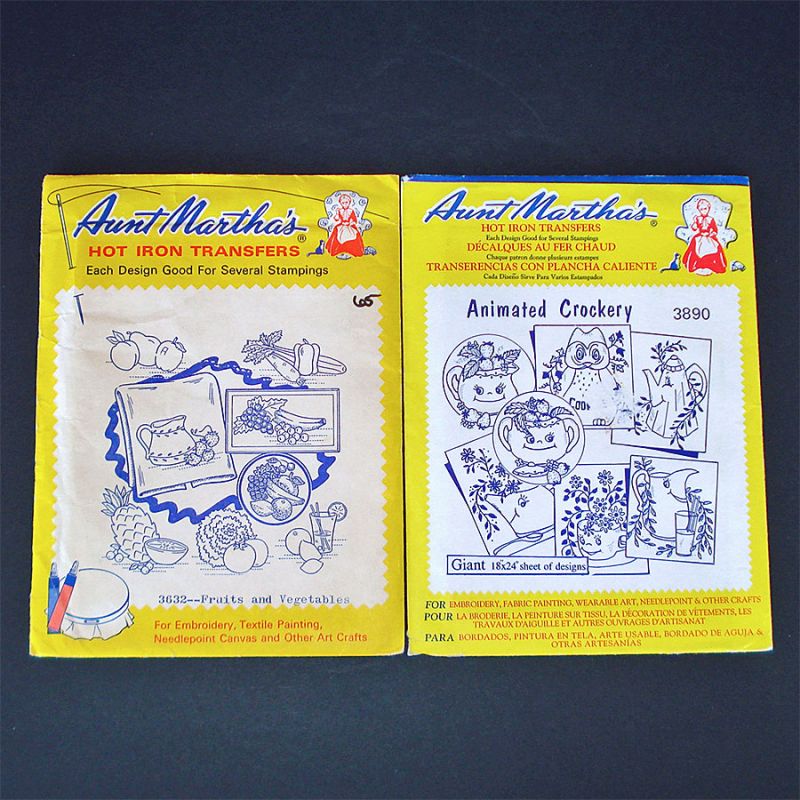 Aunt Martha's®
HOT IRON TRANSFERS
Each Design Good For Several Stampings
65
3632--Fruits and Vegetables
For Embroidery, Textile Painting,
Needlepoint Canvas and Other Art Crafts
Aunt Martha's®
HOT IRON TRANSFERS
Each Design Good for Several Stampings
DÉCALQUES AU FER CHAUD
Chaque patron donne plusieurs estampes
TRANSERENCIAS CON PLANCHA CALIENTE
Cada Diseño Sirve Para Varios Estampados
Animated Crockery
3890
Giant 18x24" sheet of designs
FOR EMBROIDERY, FABRIC PAINTING, WEARABLE ART, NEEDLEPOINT & OTHER CRAFTS
POUR LA BRODERIE, LA PEINTURE SUR TISSU, LA DÉCORATION DE VÊTEMENTS, LES
TRAVAUX D'AIGUILLE ET AUTRES OUVRAGES D'ARTISANAT
PARA BORDADOS, PINTURA EN TELA, ARTE USABLE, BORDADO DE AGUJA &
OTRAS ARTESANÍAS